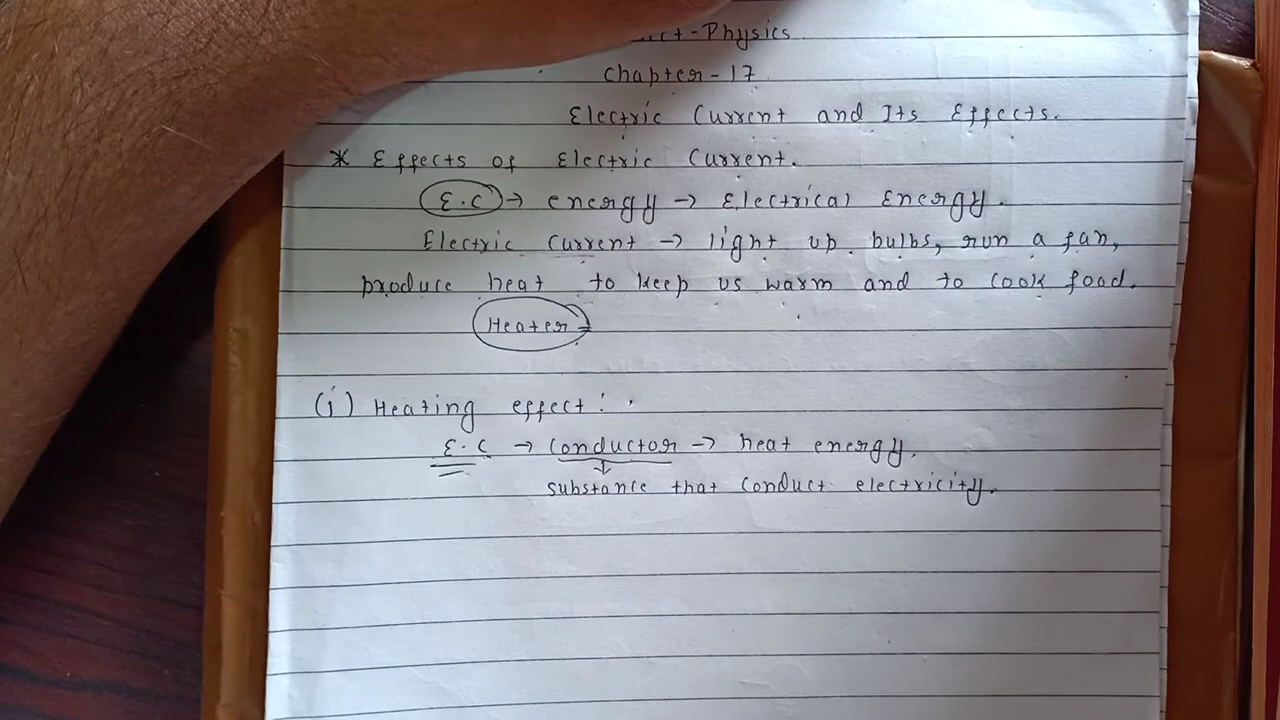 -Physics
Chapter-17
Electric Current and Its Effects.
* Effects of Electric Current.
E.C → energy → Electrical Energy.
Electric current → light up bulbs, run a fan,
produce heat to keep us warm and to cook food.
Heater →
(i) Heating effect:
E.C → conductor → heat energy.
↓
substance that conduct electricity.